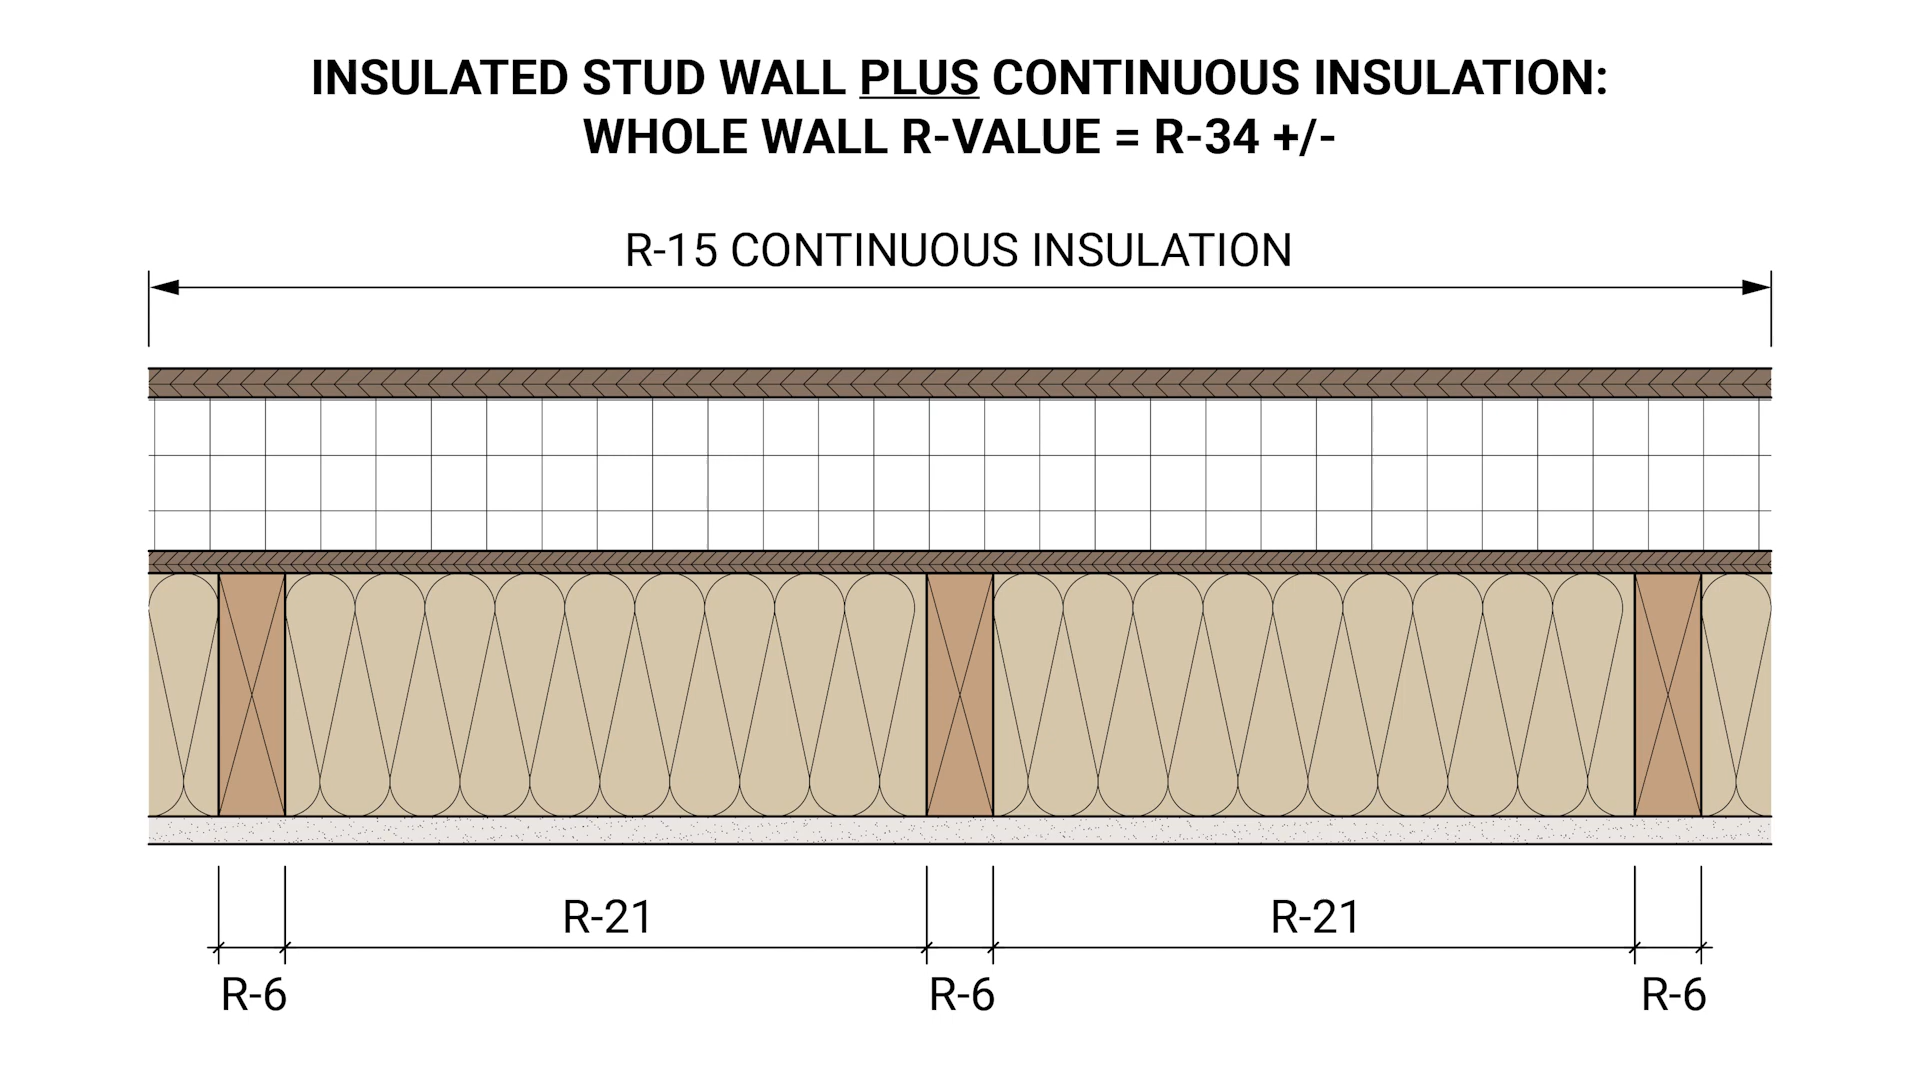 INSULATED STUD WALL PLUS CONTINUOUS INSULATION:
WHOLE WALL R-VALUE = R-34 +/-
R-15 CONTINUOUS INSULATION
R-21
R-21
R-6
R-6
R-6